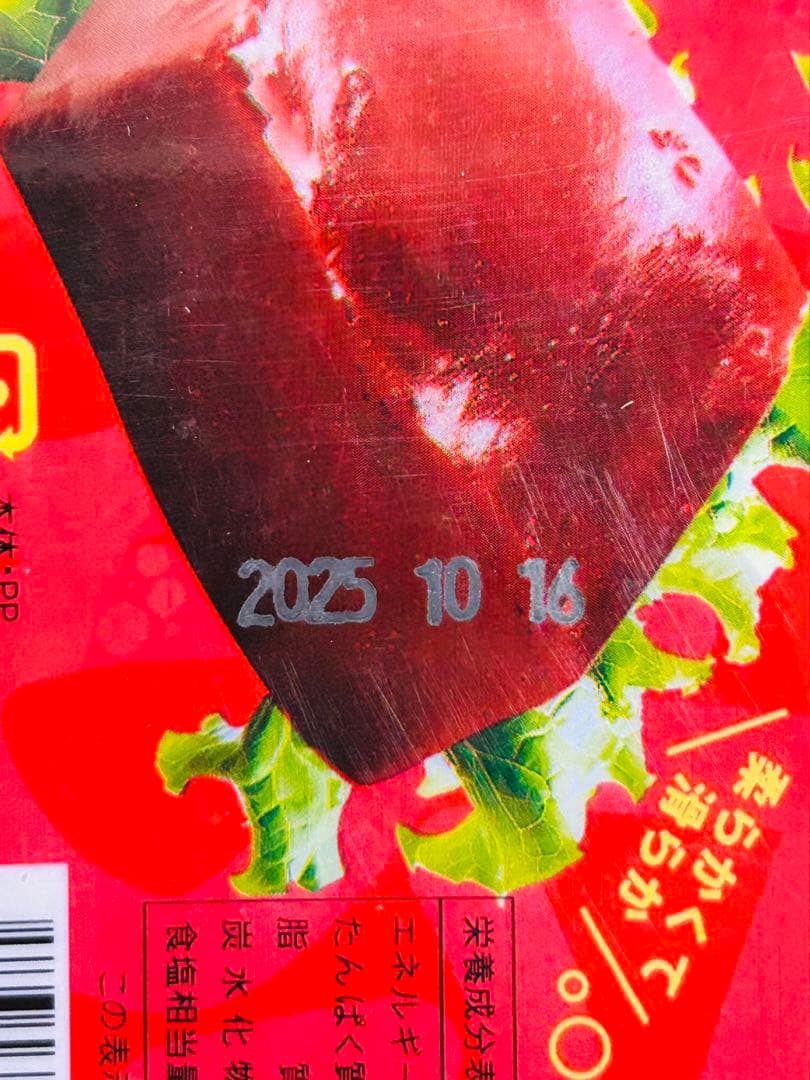 2025 10 16
柔らかくて
滑らか
本体・PP
栄養成分表
エネルギー
たんぱく質
脂 質
炭水化物
食塩相当量
この表示